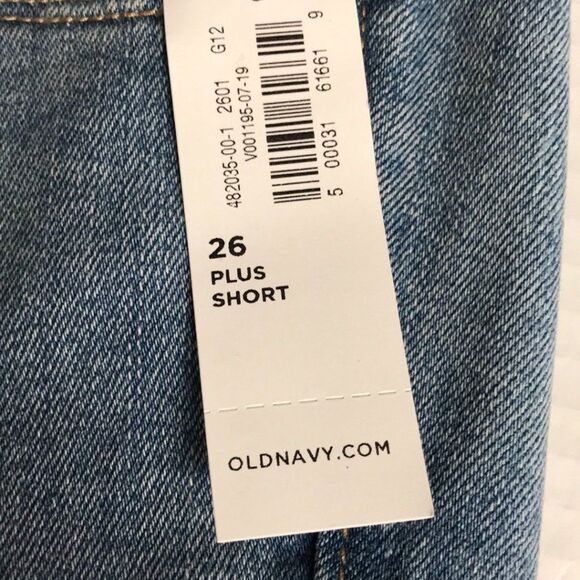 482035-00-1 2601 G12
V001195-07-19
5 00031 61661 9
26
PLUS
SHORT
OLDNAVY.COM